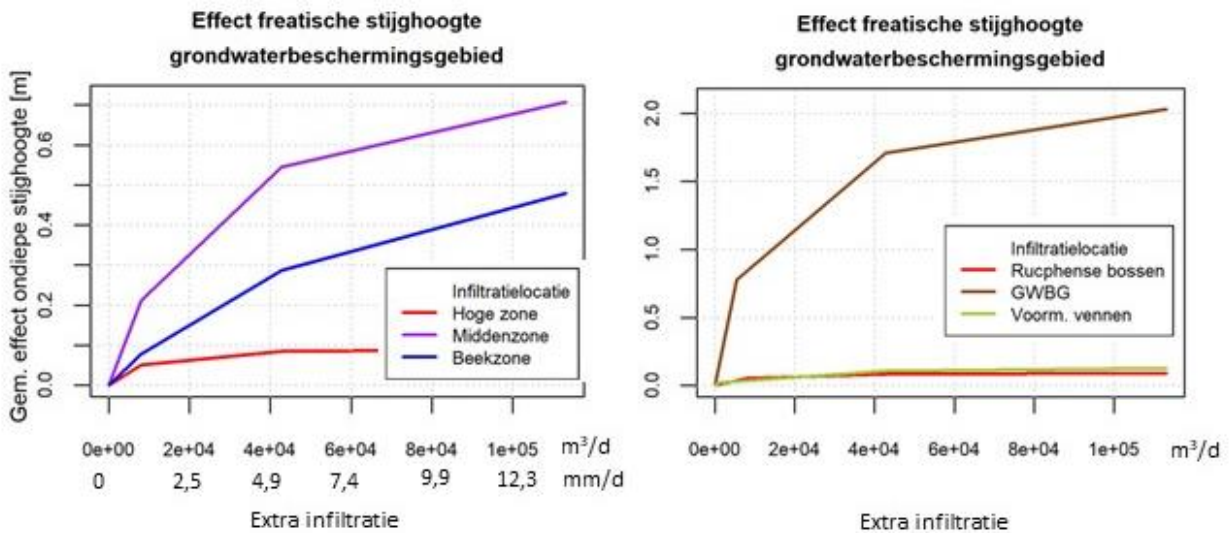 Effect freatische stijghoogte
grondwaterbeschermingsgebied
Gem. effect ondiepe stijghoogte [m]
0.6
0.4
0.2
0.0
Infiltratielocatie
Hoge zone
Middenzone
Beekzone
0e+00 2e+04 4e+04 6e+04 8e+04 1e+05 m³/d
0 2,5 4,9 7,4 9,9 12,3 mm/d
Extra infiltratie
Effect freatische stijghoogte
grondwaterbeschermingsgebied
2.0
1.5
1.0
0.5
0.0
Infiltratielocatie
Rucphense bossen
GWBG
Voorm. vennen
0e+00 2e+04 4e+04 6e+04 8e+04 1e+05 m³/d
Extra infiltratie